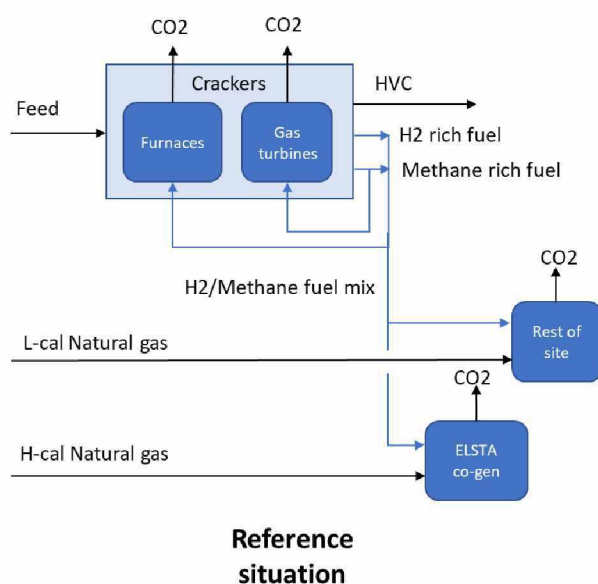 CO2
CO2
Crackers
HVC
Feed
Furnaces
Gas
turbines
H2 rich fuel
Methane rich fuel
H2/Methane fuel mix
CO2
Rest of
site
L-cal Natural gas
CO2
ELSTA
co-gen
H-cal Natural gas
Reference
situation